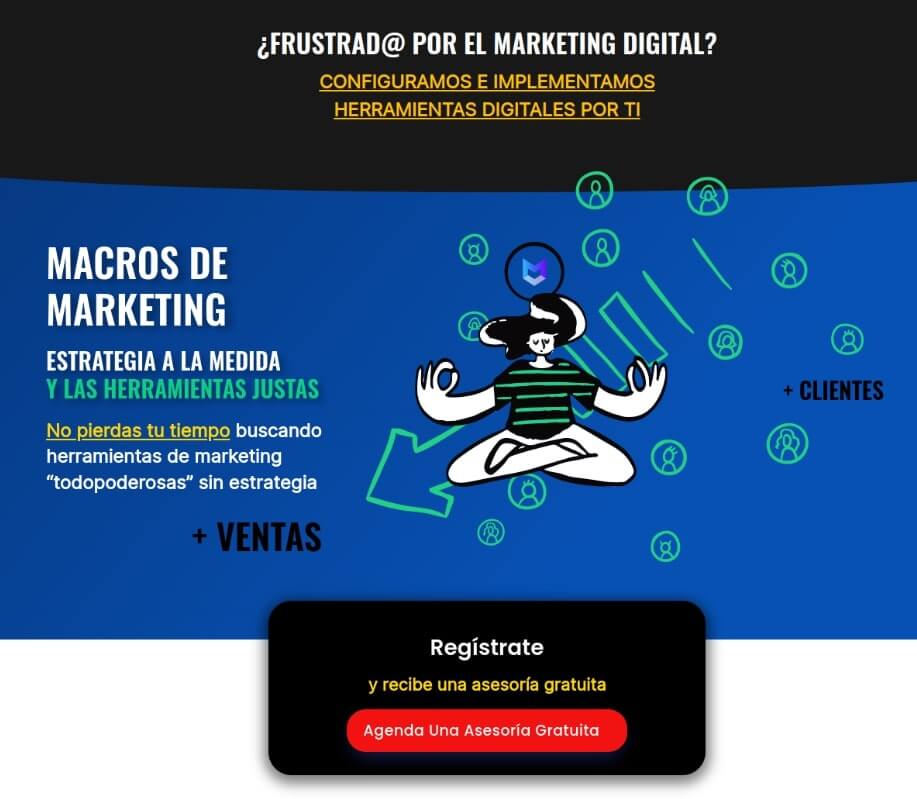 ¿FRUSTRAD@ POR EL MARKETING DIGITAL?
CONFIGURAMOS E IMPLEMENTAMOS
HERRAMIENTAS DIGITALES POR TI
MACROS DE
MARKETING
ESTRATEGIA A LA MEDIDA
Y LAS HERRAMIENTAS JUSTAS
No pierdas tu tiempo buscando
herramientas de marketing
“todopoderosas” sin estrategia
+ VENTAS
+ CLIENTES
Regístrate
y recibe una asesoría gratuita
Agenda Una Asesoría Gratuita